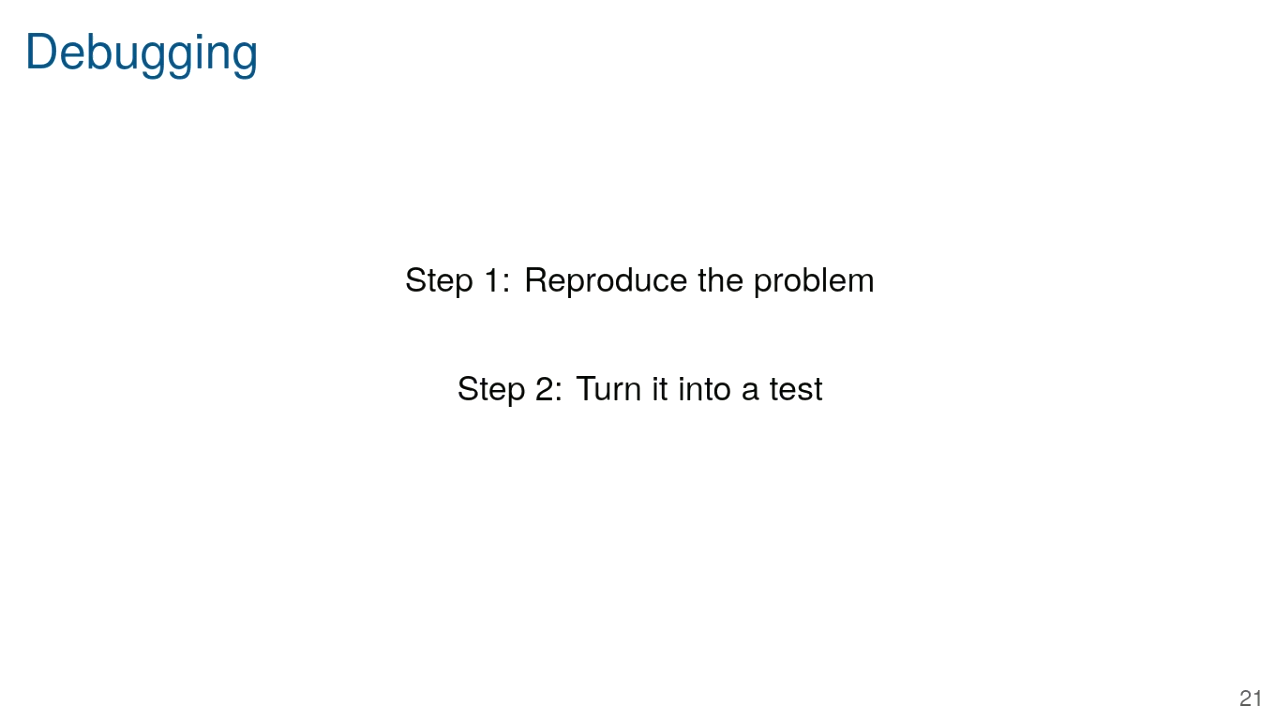 Debugging
Step 1: Reproduce the problem
Step 2: Turn it into a test
21